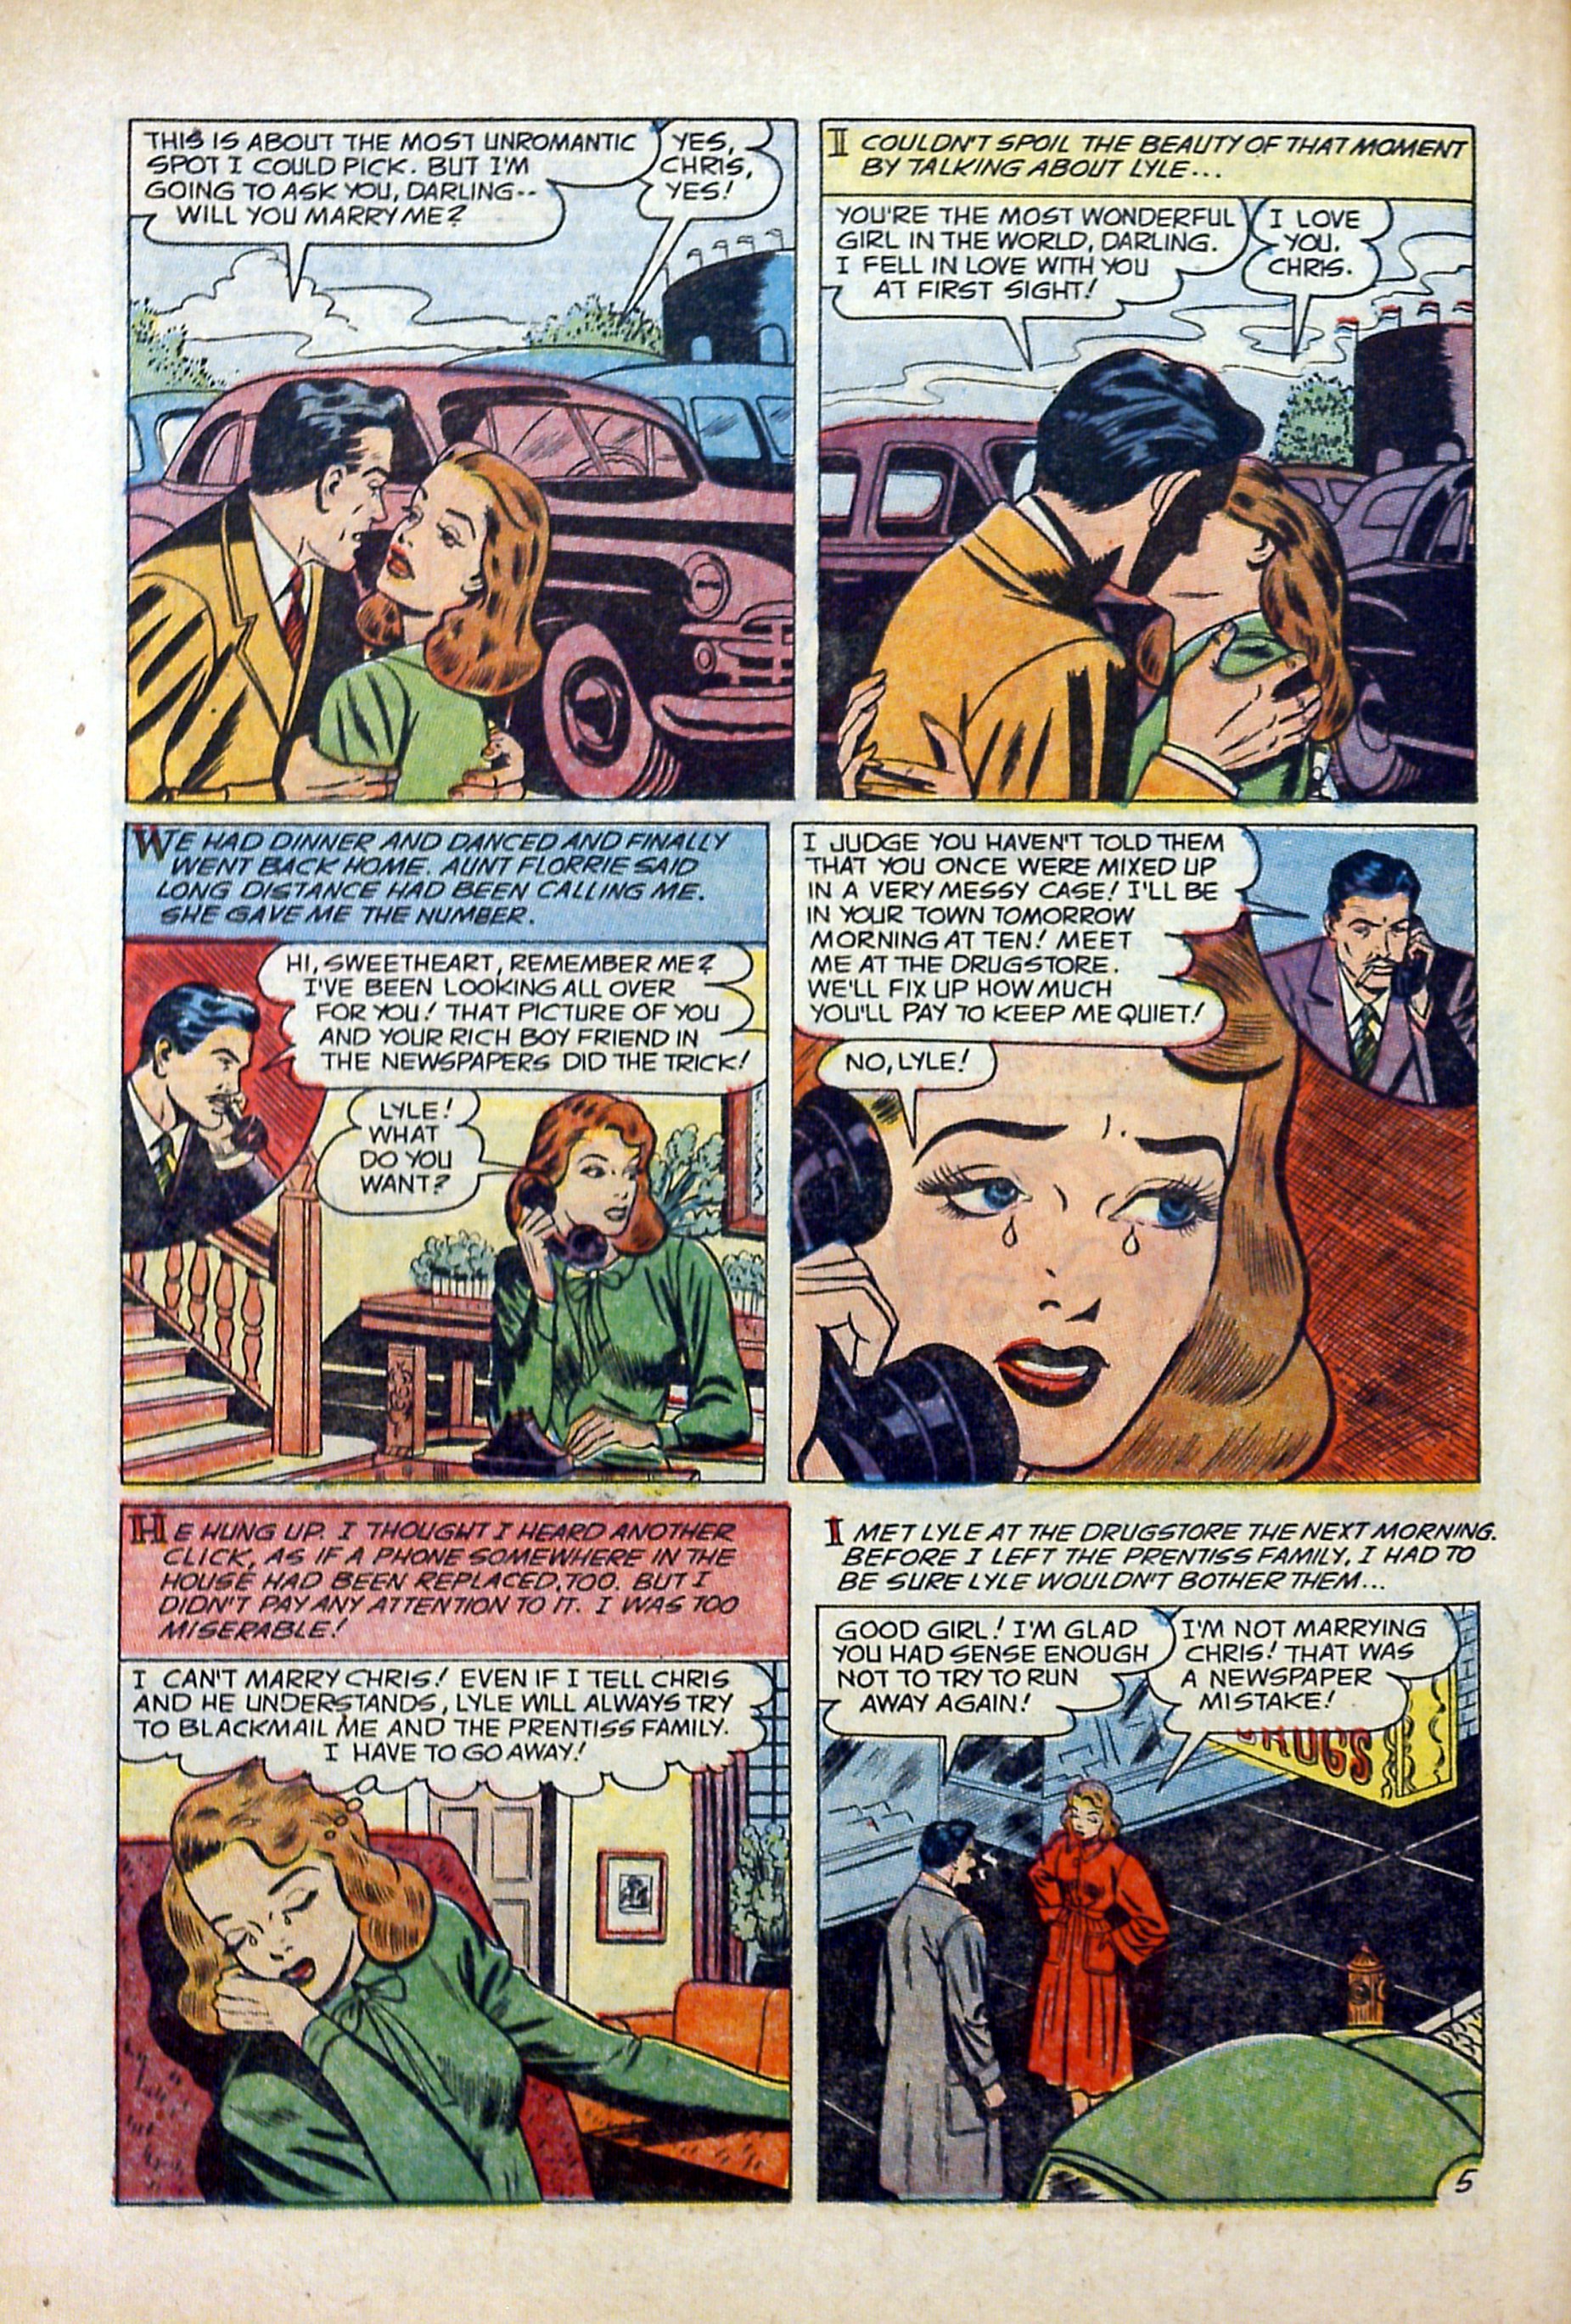 THIS IS ABOUT THE MOST UNROMANTIC
SPOT I COULD PICK. BUT I'M
GOING TO ASK YOU, DARLING--
WILL YOU MARRY ME?
YES,
CHRIS,
YES!
I COULDN'T SPOIL THE BEAUTY OF THAT MOMENT
BY TALKING ABOUT LYLE...
YOU'RE THE MOST WONDERFUL
GIRL IN THE WORLD, DARLING.
I FELL IN LOVE WITH YOU
AT FIRST SIGHT!
I LOVE
YOU,
CHRIS.
WE HAD DINNER AND DANCED AND FINALLY
WENT BACK HOME. AUNT FLORRIE SAID
LONG DISTANCE HAD BEEN CALLING ME.
SHE GAVE ME THE NUMBER.
HI, SWEETHEART, REMEMBER ME?
I'VE BEEN LOOKING ALL OVER
FOR YOU! THAT PICTURE OF YOU
AND YOUR RICH BOY FRIEND IN
THE NEWSPAPERS DID THE TRICK!
LYLE!
WHAT
DO YOU
WANT?
I JUDGE YOU HAVEN'T TOLD THEM
THAT YOU ONCE WERE MIXED UP
IN A VERY MESSY CASE! I'LL BE
IN YOUR TOWN TOMORROW
MORNING AT TEN! MEET
ME AT THE DRUGSTORE.
WE'LL FIX UP HOW MUCH
YOU'LL PAY TO KEEP ME QUIET!
NO, LYLE!
HE HUNG UP. I THOUGHT I HEARD ANOTHER
CLICK, AS IF A PHONE SOMEWHERE IN THE
HOUSE HAD BEEN REPLACED, TOO. BUT I
DIDN'T PAY ANY ATTENTION TO IT. I WAS TOO
MISERABLE!
I CAN'T MARRY CHRIS! EVEN IF I TELL CHRIS
AND HE UNDERSTANDS, LYLE WILL ALWAYS TRY
TO BLACKMAIL ME AND THE PRENTISS FAMILY.
I HAVE TO GO AWAY!
I MET LYLE AT THE DRUGSTORE THE NEXT MORNING.
BEFORE I LEFT THE PRENTISS FAMILY, I HAD TO
BE SURE LYLE WOULDN'T BOTHER THEM...
GOOD GIRL! I'M GLAD
YOU HAD SENSE ENOUGH
NOT TO TRY TO RUN
AWAY AGAIN!
I'M NOT MARRYING
CHRIS! THAT WAS
A NEWSPAPER
MISTAKE!
DRUGS
5